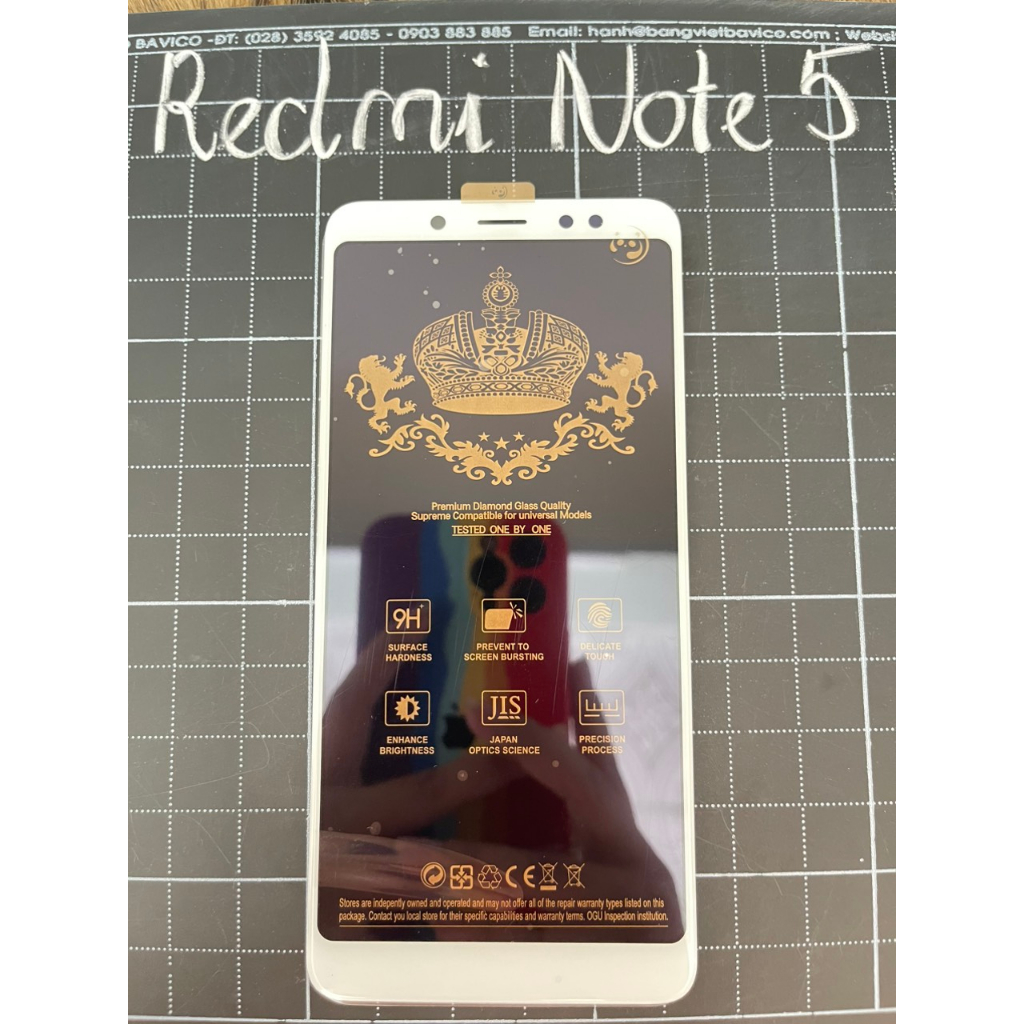 BAVICO -ĐT: (028) 3592 4085 - 0903 883 885 Email: hanh@bangvietbavico.com ; Websi
Redmi Note 5
Premium Diamond Glass Quality
Supreme Compatible for universal Models
TESTED ONE BY ONE
9H+
SURFACE
HARDNESS
PREVENT TO
SCREEN BURSTING
DELICATE
TOUCH
ENHANCE
BRIGHTNESS
JIS
JAPAN
OPTICS SCIENCE
PRECISION
PROCESS
CE
Stores are indepently owned and operated and may not offer all of the repair warranty types listed on this
package. Contact you local store for their specific capabilities and warranty terms. OGU Inspection institution.